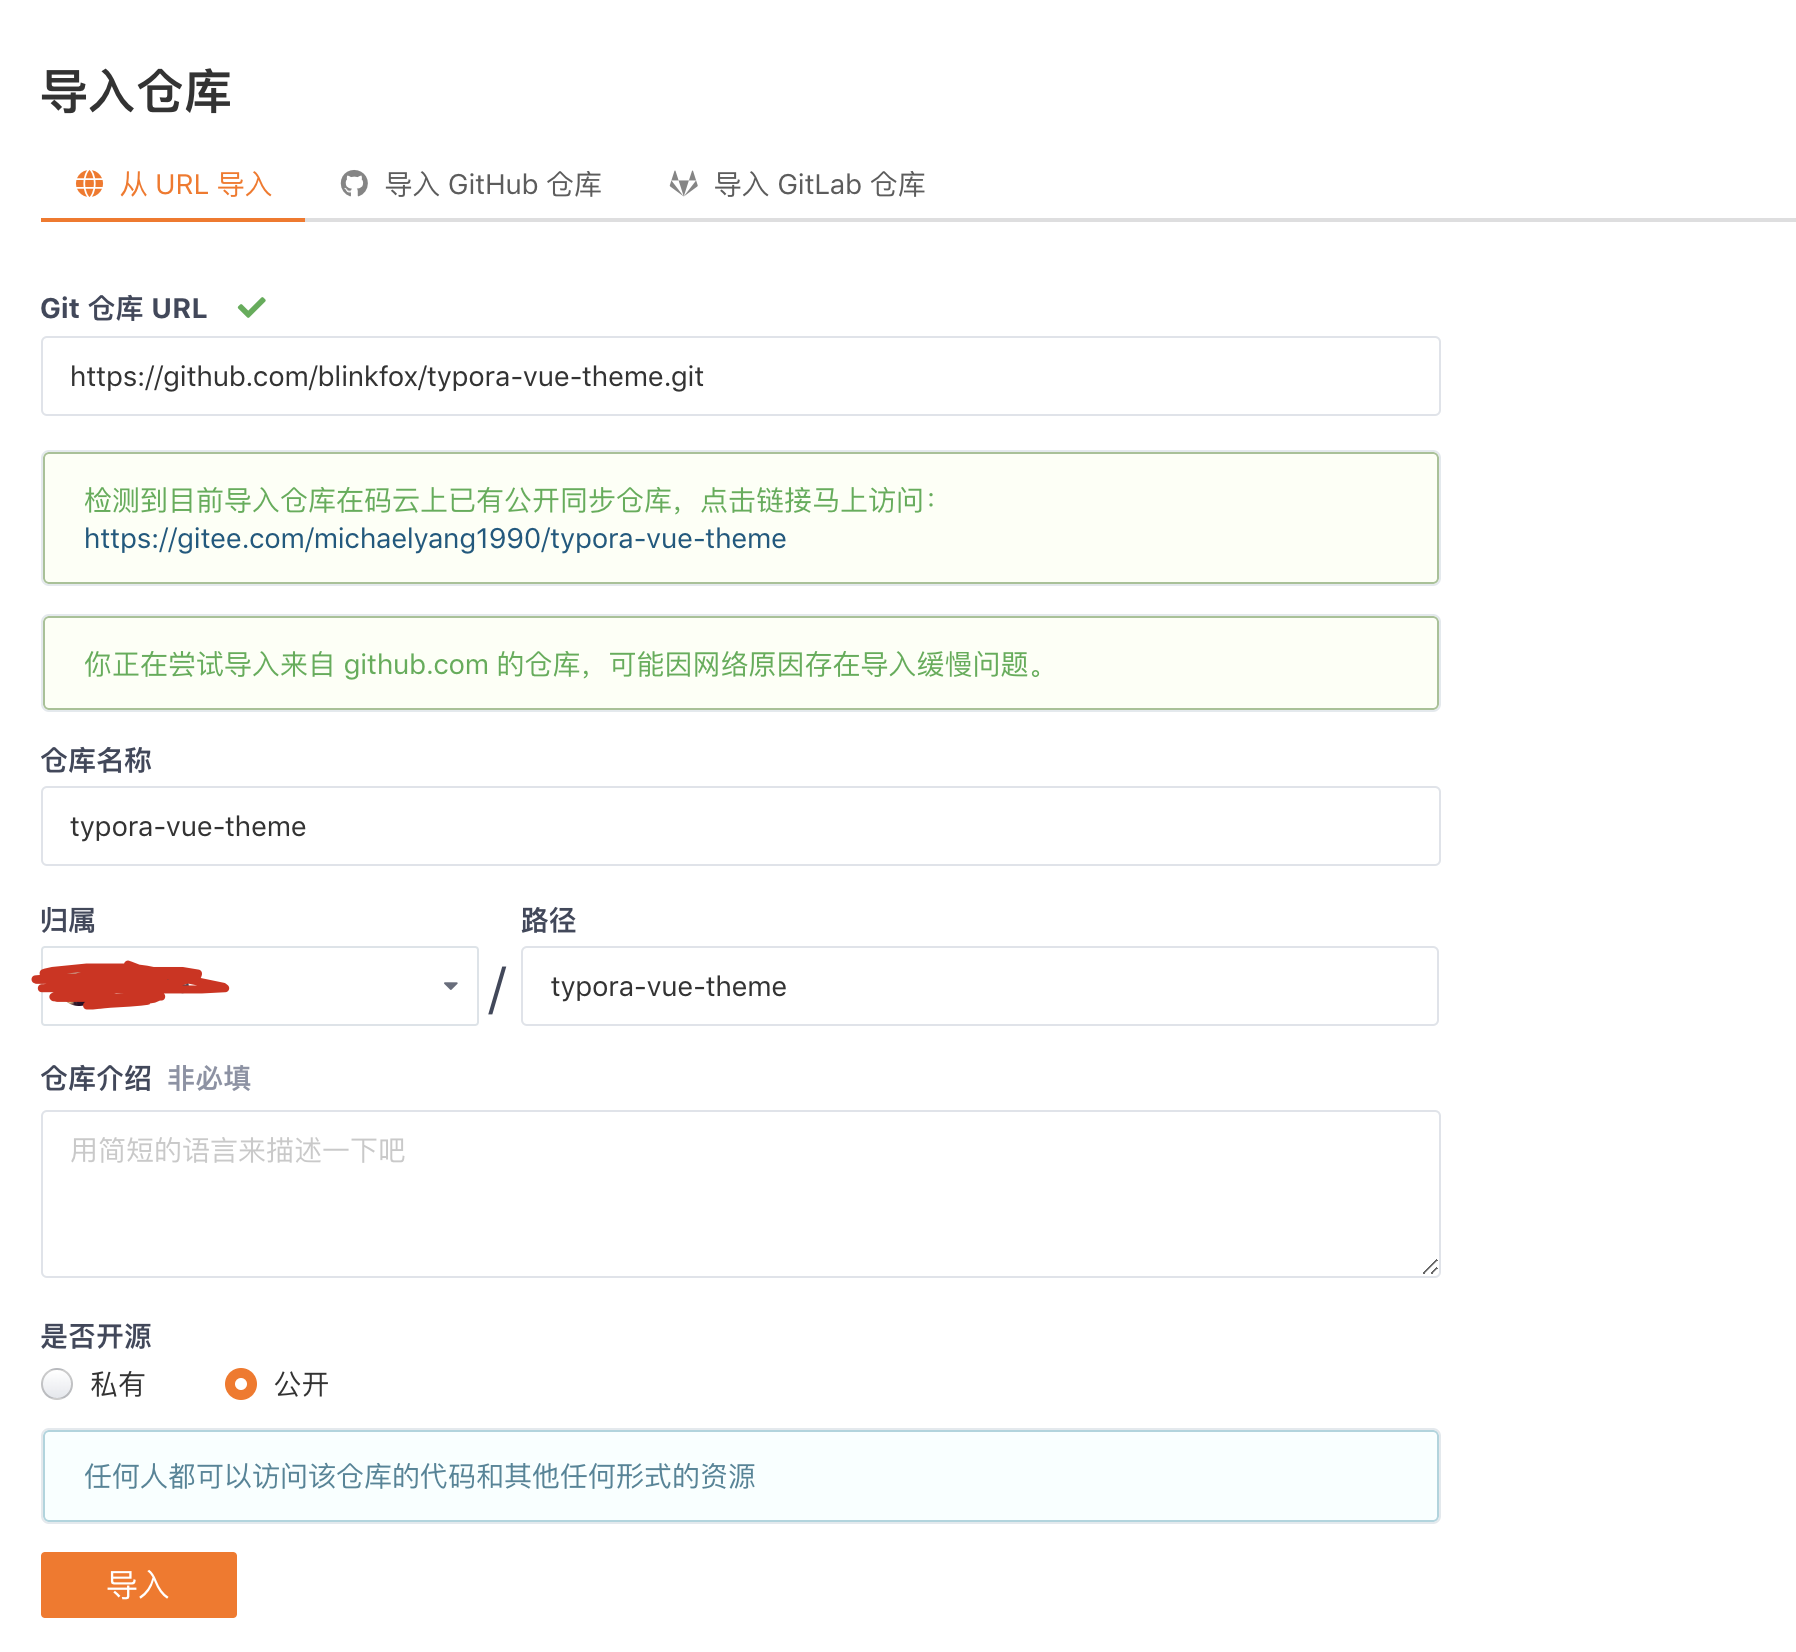 导入仓库
从 URL 导入 导入 GitHub 仓库 导入 GitLab 仓库
Git 仓库 URL
https://github.com/blinkfox/typora-vue-theme.git
检测到目前导入仓库在码云上已有公开同步仓库，点击链接马上访问：
https://gitee.com/michaelyang1990/typora-vue-theme
你正在尝试导入来自 github.com 的仓库，可能因网络原因存在导入缓慢问题。
仓库名称
typora-vue-theme
归属 路径
/ typora-vue-theme
仓库介绍 非必填
用简短的语言来描述一下吧
是否开源
私有 公开
任何人都可以访问该仓库的代码和其他任何形式的资源
导入